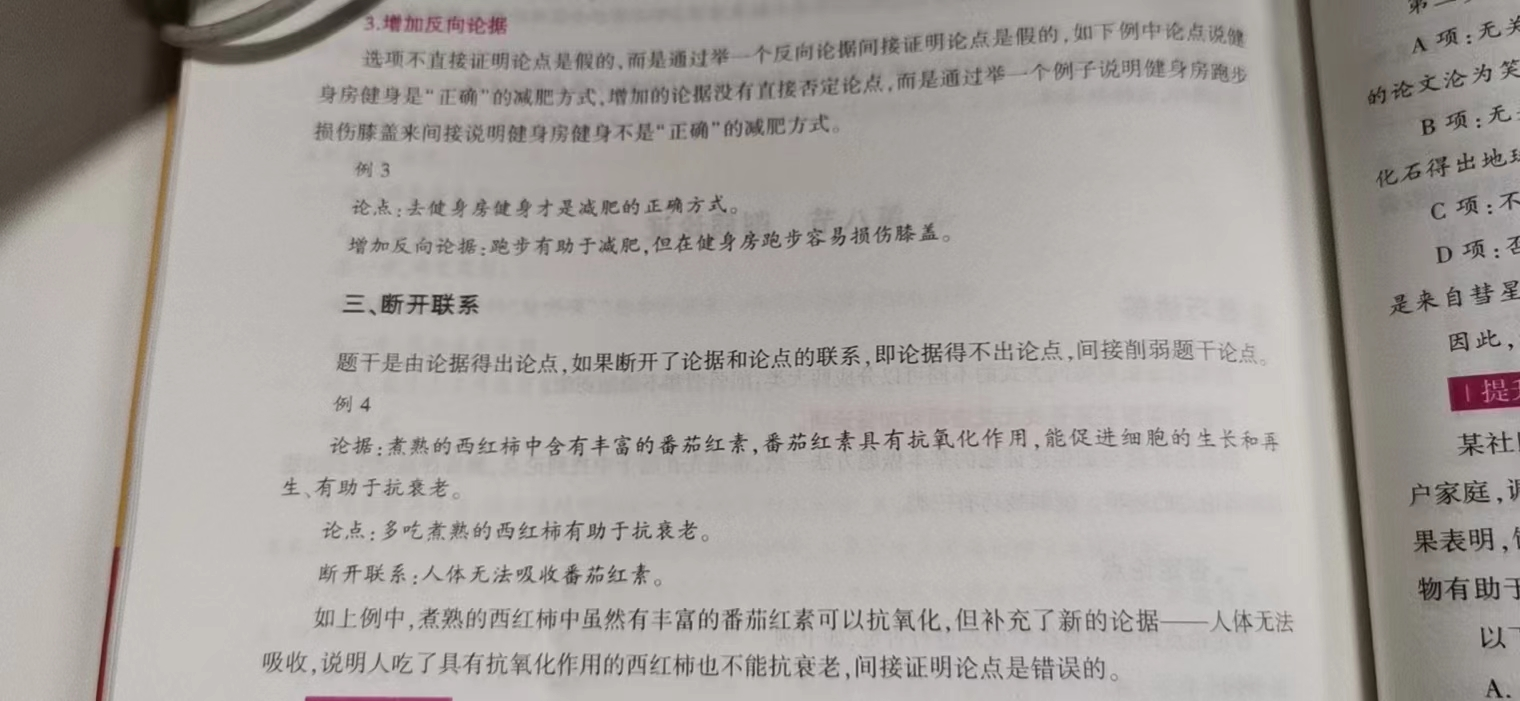 3.增加反向论据
选项不直接证明论点是假的、而是通过举一个反向论据间接证明论点是假的，如下例中论点说健
身房健身是“正确”的减肥方式，增加的论据没有直接否定论点，而是通过举一个例子说明健身房跑步
损伤膝盖来间接说明健身房健身不是“正确”的减肥方式。
例3
论点：去健身房健身才是减肥的正确方式。
增加反向论据：跑步有助于减肥，但在健身房跑步容易损伤膝盖。
三、断开联系
题干是由论据得出论点，如果断开了论据和论点的联系，即论据得不出论点，间接削弱题干论点。
例4
论据：煮熟的西红柿中含有丰富的番茄红素，番茄红素具有抗氧化作用，能促进细胞的生长和再
生、有助于抗衰老。
论点：多吃煮熟的西红柿有助于抗衰老。
断开联系：人体无法吸收番茄红素。
如上例中，煮熟的西红柿中虽然有丰富的番茄红素可以抗氧化，但补充了新的论据——人体无法
吸收，说明人吃了具有抗氧化作用的西红柿也不能抗衰老，间接证明论点是错误的。
A项：无关
的论文沦为笑
B项：无
化石得出地球
C项：不
D项：否
是来自彗星
因此，
提升
某社
户家庭，调
果表明，
物有助于
以下
A.